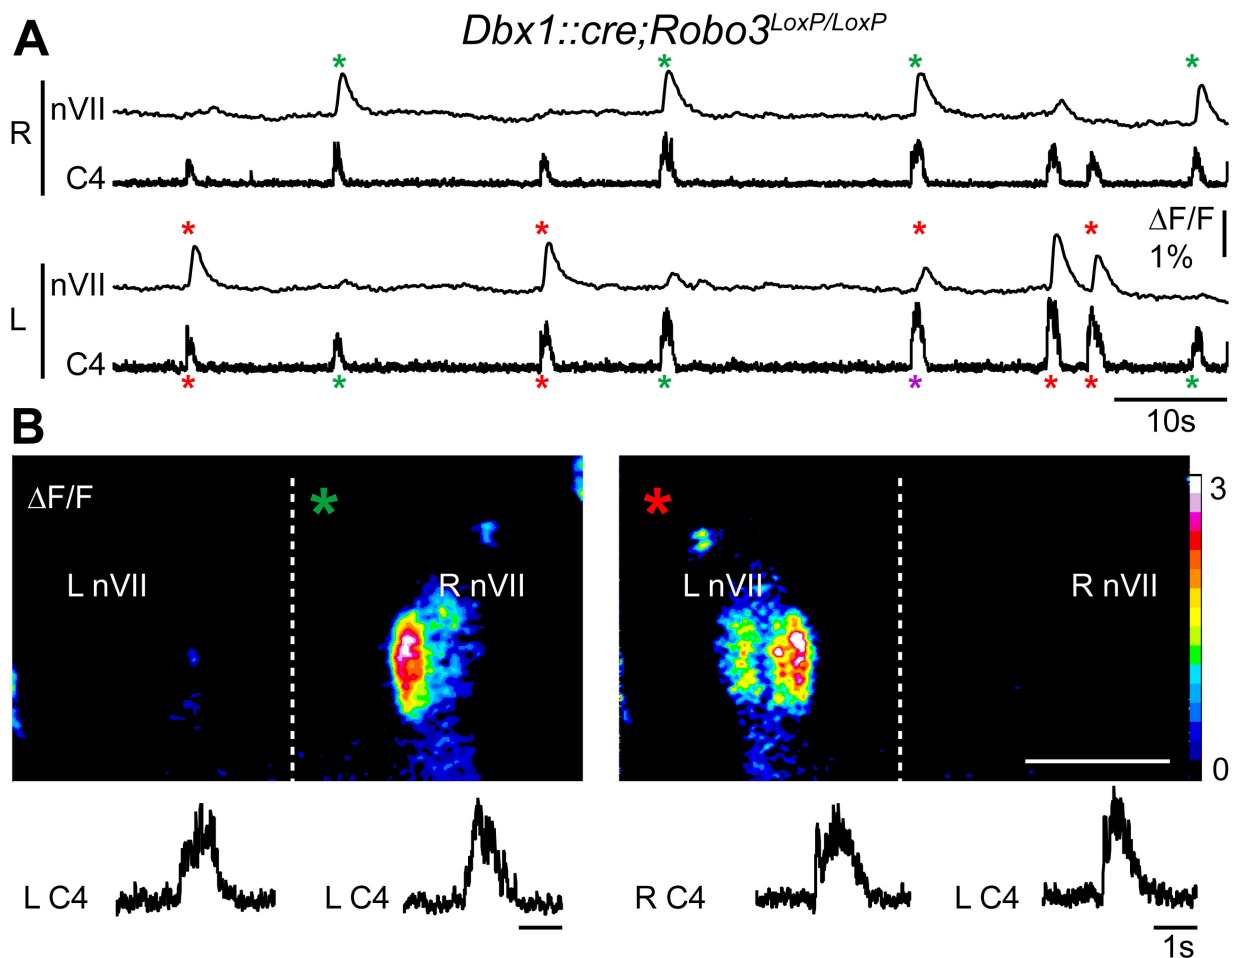 A
Dbx1::cre;Robo3LoxP/LoxP
* * * *
R
nVII
C4
* * * *
ΔF/F
1%
L
nVII
C4
* * * * * * * *
10s
B
ΔF/F
*
L nVII
R nVII
*
L nVII
R nVII
3
0
L C4
L C4
R C4
L C4
1s